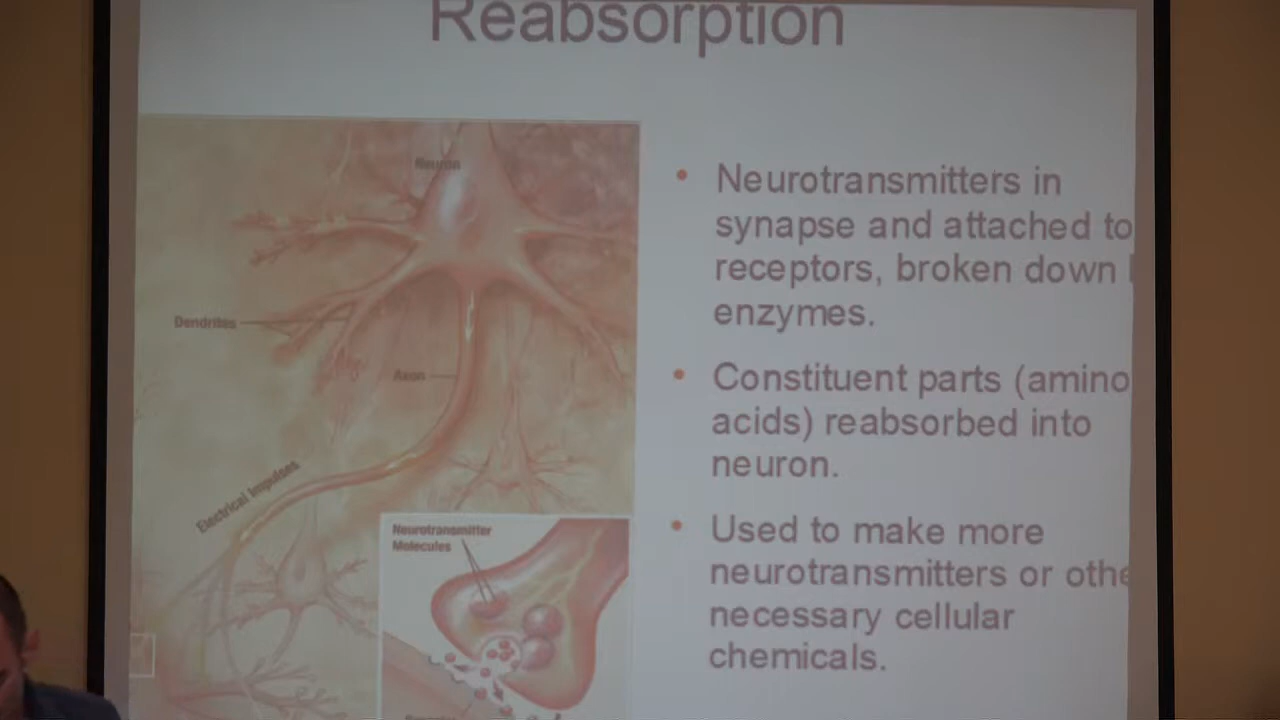 Reabsorption
Neuron
Dendrites
Axon
Electrical Impulses
Neurotransmitter
Molecules
Neurotransmitters in
synapse and attached to
receptors, broken down
enzymes.
Constituent parts (amino
acids) reabsorbed into
neuron.
Used to make more
neurotransmitters or othe
necessary cellular
chemicals.